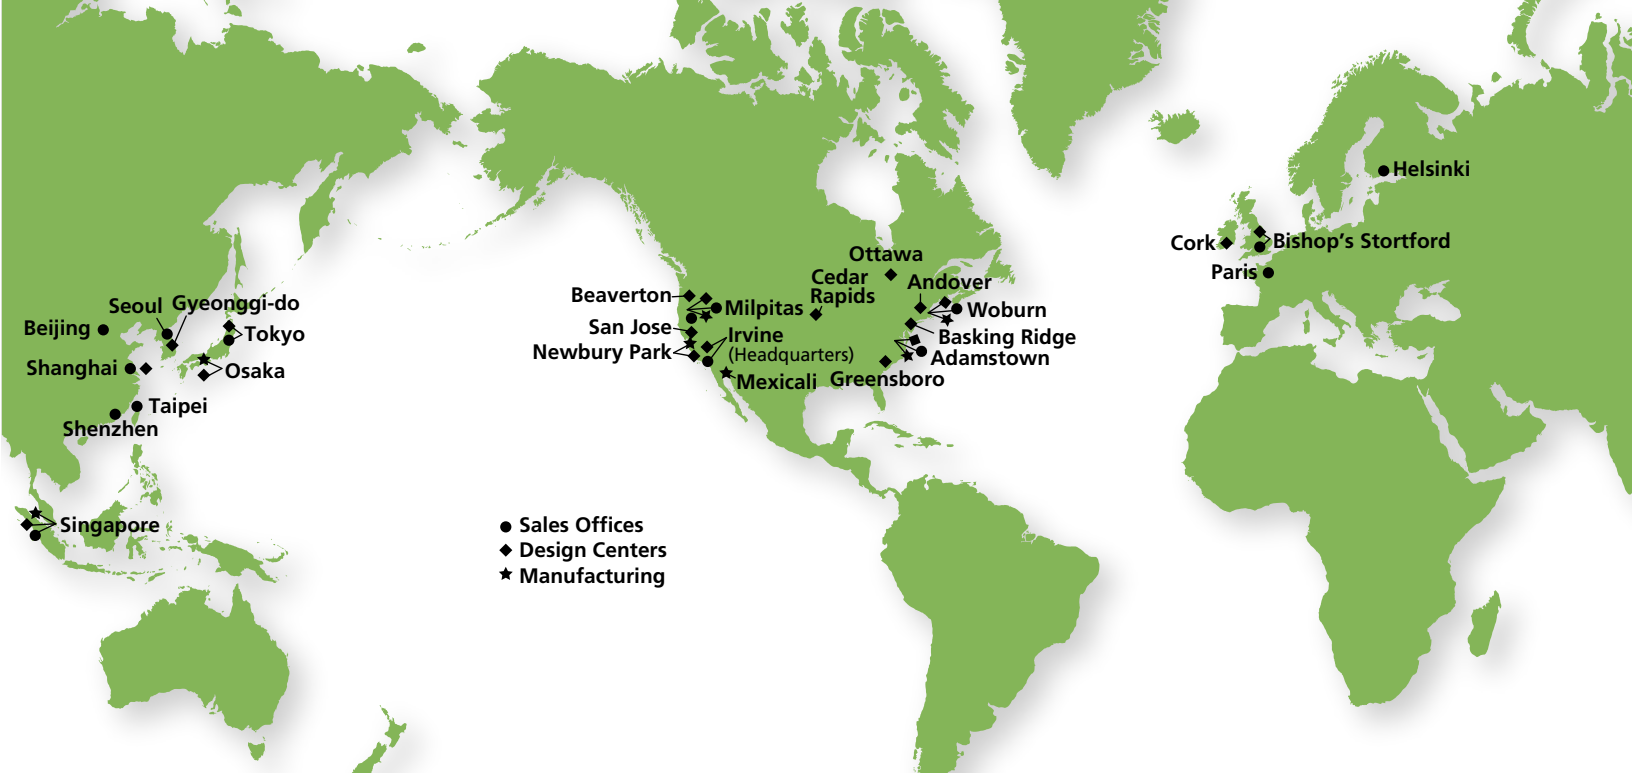 Helsinki
Cork
Bishop's Stortford
Paris
Ottawa
Cedar
Rapids
Andover
Beaverton
Milpitas
Woburn
San Jose
Irvine
(Headquarters)
Basking Ridge
Newbury Park
Adamstown
Mexicali
Greensboro
Seoul
Gyeonggi-do
Beijing
Tokyo
Shanghai
Osaka
Taipei
Shenzhen
Singapore
Sales Offices
Design Centers
Manufacturing